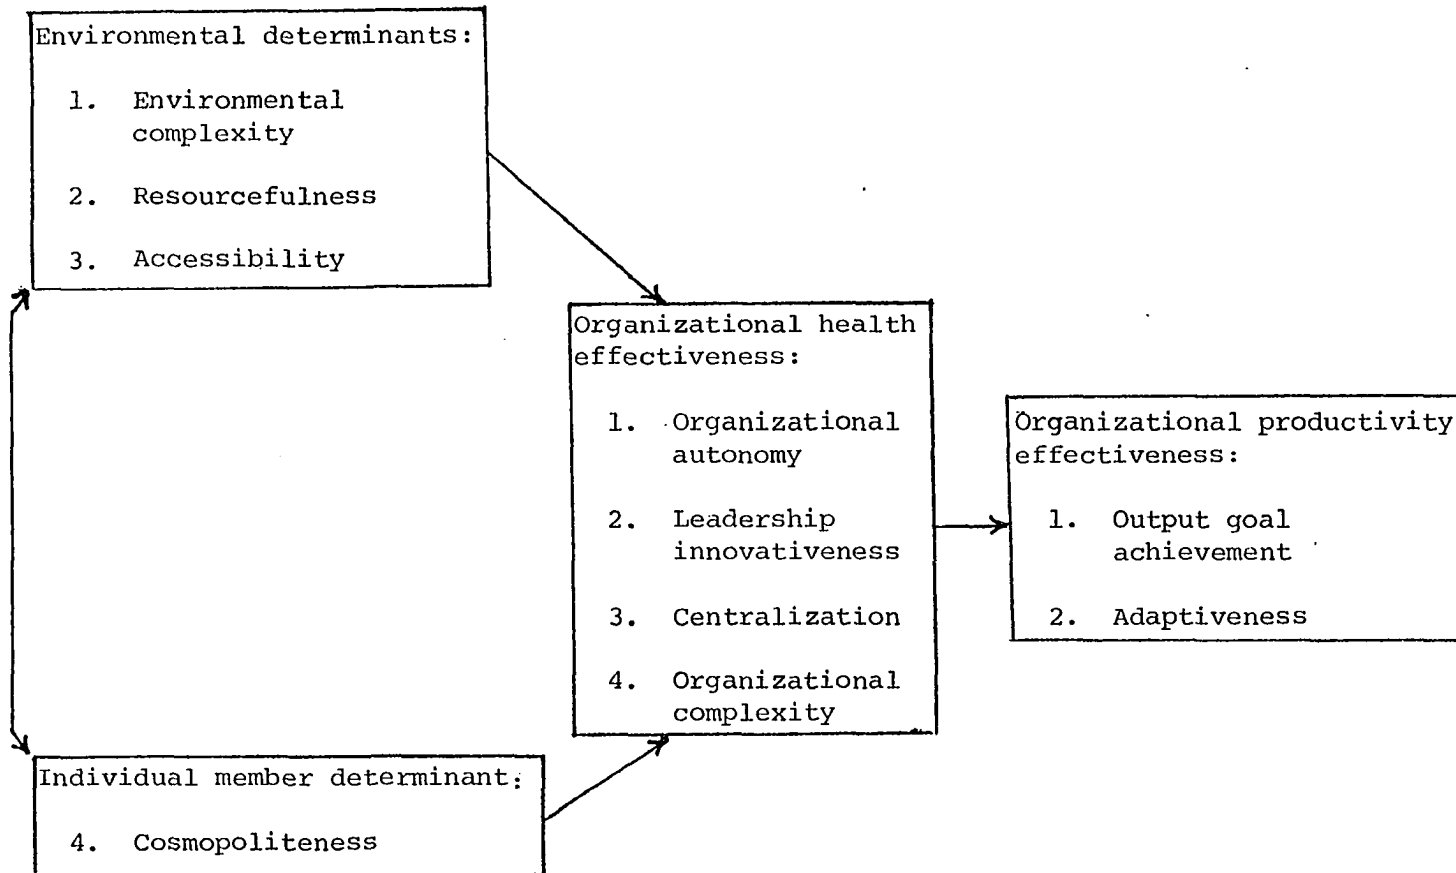 Environmental determinants:
1. Environmental
complexity
2. Resourcefulness
3. Accessibility
Organizational health
effectiveness:
1. Organizational
autonomy
2. Leadership
innovativeness
3. Centralization
4. Organizational
complexity
Organizational productivity
effectiveness:
1. Output goal
achievement
2. Adaptiveness
Individual member determinant:
4. Cosmopoliteness